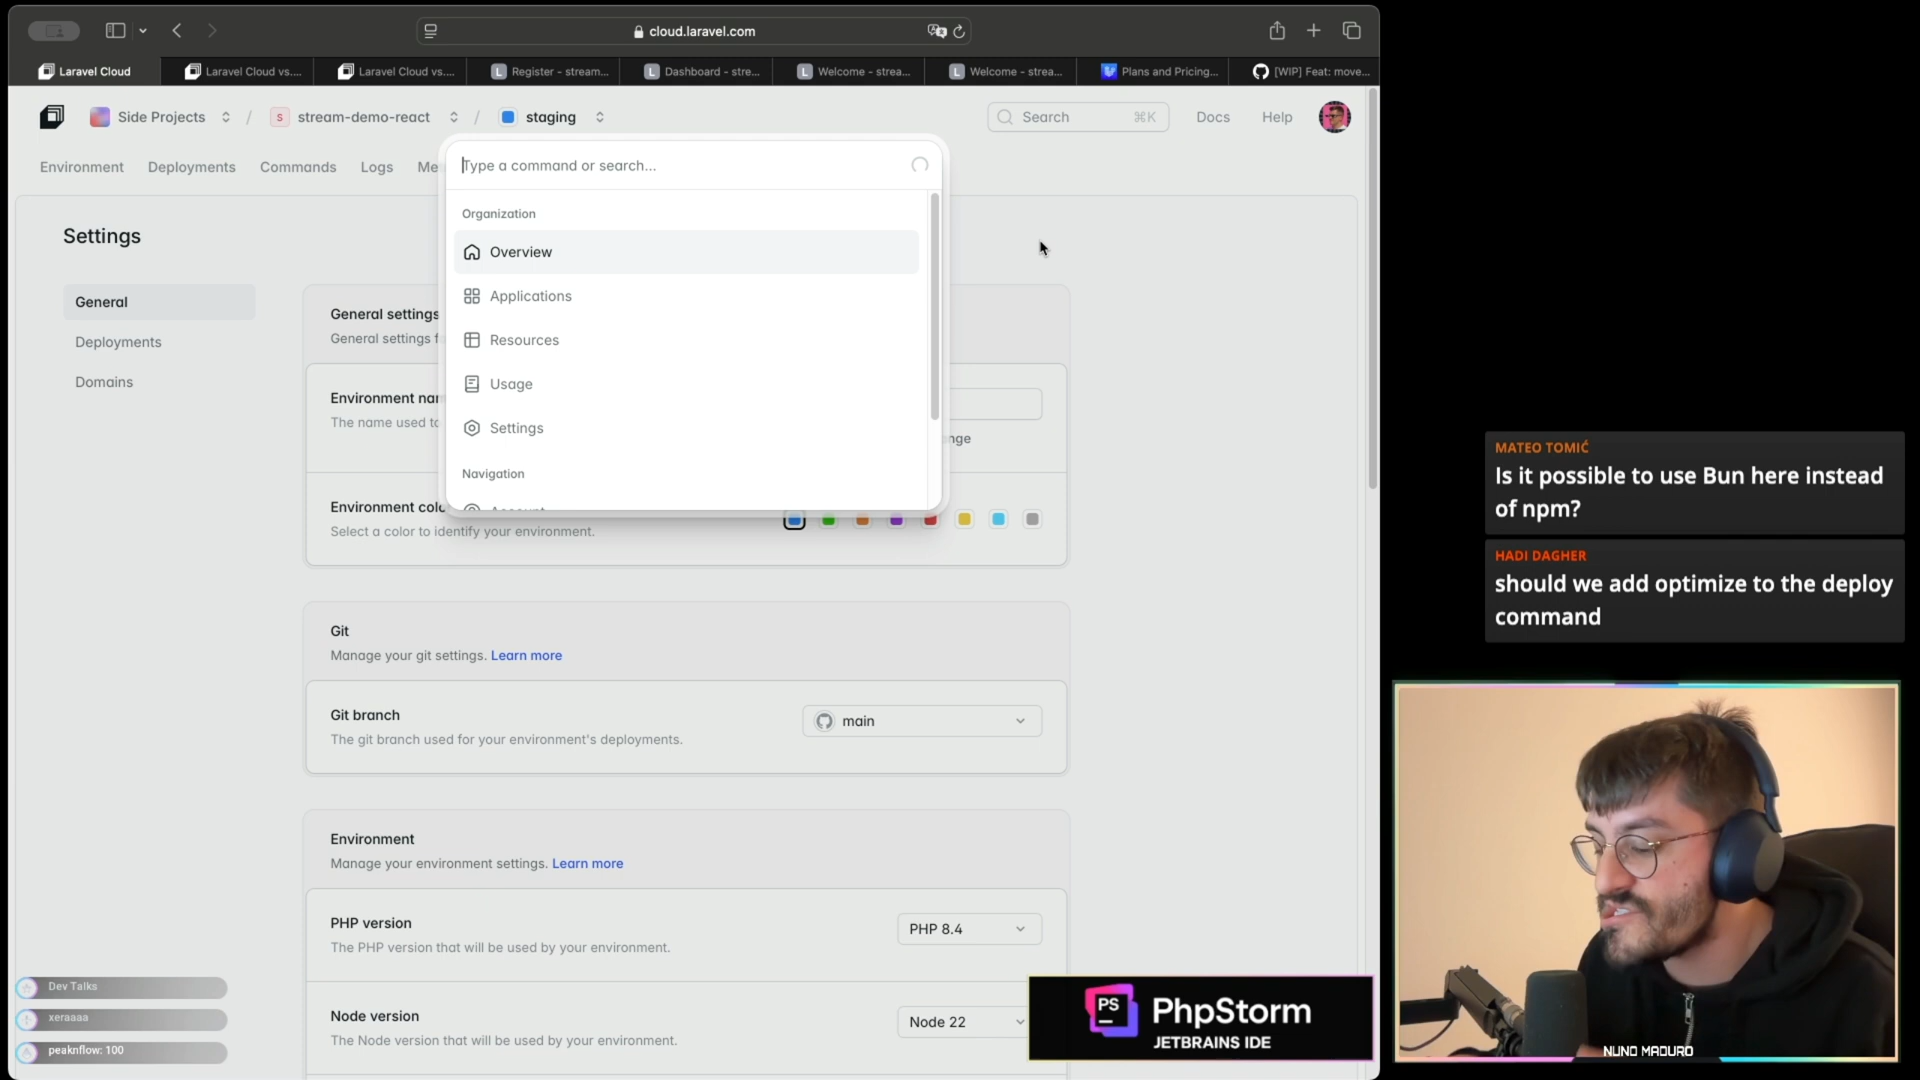 cloud.laravel.com
Laravel Cloud
Laravel Cloud vs....
Laravel Cloud vs....
L Register - stream...
L Dashboard - stre...
L Welcome - strea...
L Welcome - strea...
Plans and Pricing...
[WIP] Feat: move...
Side Projects / S stream-demo-react / staging
Search ⌘K
Docs
Help
Environment
Deployments
Commands
Logs
Me
Type a command or search...
Organization
Overview
Applications
Resources
Usage
Settings
Navigation
Settings
General
Deployments
Domains
General settings
General settings f
Environment nam
The name used to
nge
Environment colo
Select a color to identify your environment.
Git
Manage your git settings. Learn more
Git branch
The git branch used for your environment's deployments.
main
Environment
Manage your environment settings. Learn more
PHP version
The PHP version that will be used by your environment.
PHP 8.4
Node version
The Node version that will be used by your environment.
Node 22
Dev Talks
xeraaaa
peaknflow: 100
PS PhpStorm
JETBRAINS IDE
MATEO TOMIĆ
Is it possible to use Bun here instead
of npm?
HADI DAGHER
should we add optimize to the deploy
command
NUNO MADURO